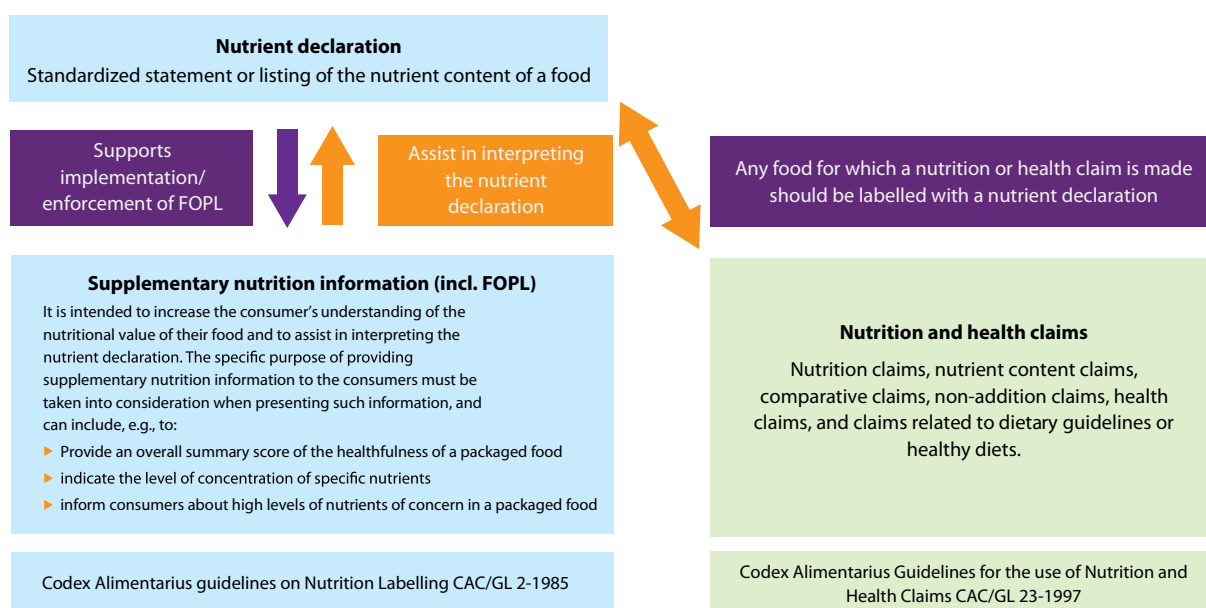 Nutrient declaration
Standardized statement or listing of the nutrient content of a food
Supports
implementation/
enforcement of FOPL
Assist in interpreting
the nutrient
declaration
Any food for which a nutrition or health claim is made
should be labelled with a nutrient declaration
Supplementary nutrition information (incl. FOPL)
It is intended to increase the consumer's understanding of the
nutritional value of their food and to assist in interpreting the
nutrient declaration. The specific purpose of providing
supplementary nutrition information to the consumers must be
taken into consideration when presenting such information, and
can include, e.g., to:
Provide an overall summary score of the healthfulness of a packaged food
indicate the level of concentration of specific nutrients
inform consumers about high levels of nutrients of concern in a packaged food
Nutrition and health claims
Nutrition claims, nutrient content claims,
comparative claims, non-addition claims, health
claims, and claims related to dietary guidelines or
healthy diets.
Codex Alimentarius guidelines on Nutrition Labelling CAC/GL 2-1985
Codex Alimentarius Guidelines for the use of Nutrition and
Health Claims CAC/GL 23-1997